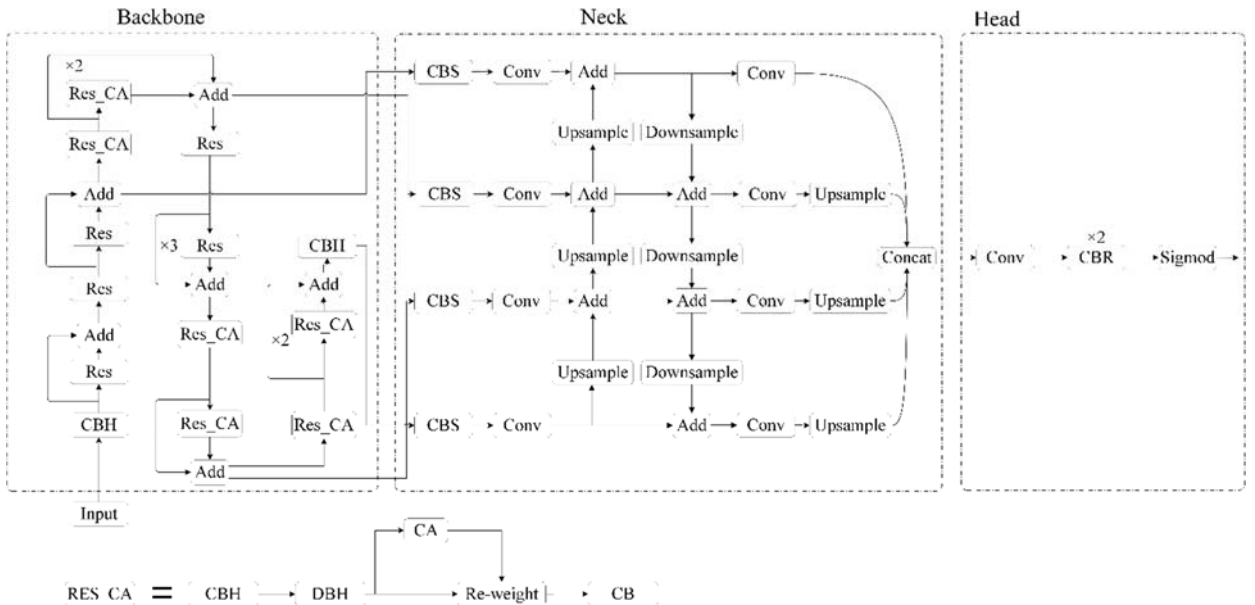 Backbone
Neck
Head
×2
Res_CA
Add
Res_CA
Res
Add
Res
Res
Add
Res
CBH
Input
×3
Res
Add
Res_CA
Res_CA
Add
CBH
Add
×2
Res_CA
Res_CA
CBS Conv Add Conv
Upsample Downsample
CBS Conv Add Add Conv Upsample
Upsample Downsample
Concat
CBS Conv Add Add Conv Upsample
Upsample Downsample
CBS Conv Add Conv Upsample
×2
Conv CBR Sigmod
CA
RES_CA = CBH DBH Re-weight CB